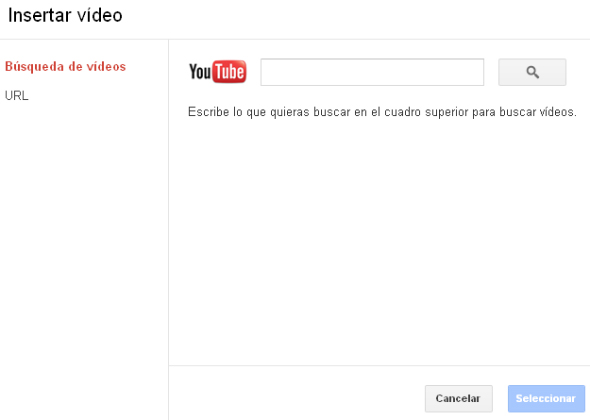 Insertar vídeo
Búsqueda de vídeos
URL
YouTube
Escribe lo que quieras buscar en el cuadro superior para buscar vídeos.
Cancelar
Seleccionar